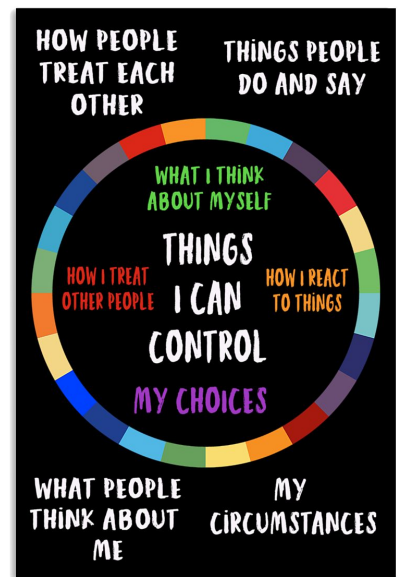 HOW PEOPLE
TREAT EACH
OTHER
THINGS PEOPLE
DO AND SAY
WHAT I THINK
ABOUT MYSELF
THINGS
I CAN
CONTROL
HOW I TREAT
OTHER PEOPLE
HOW I REACT
TO THINGS
MY CHOICES
WHAT PEOPLE
THINK ABOUT
ME
MY
CIRCUMSTANCES